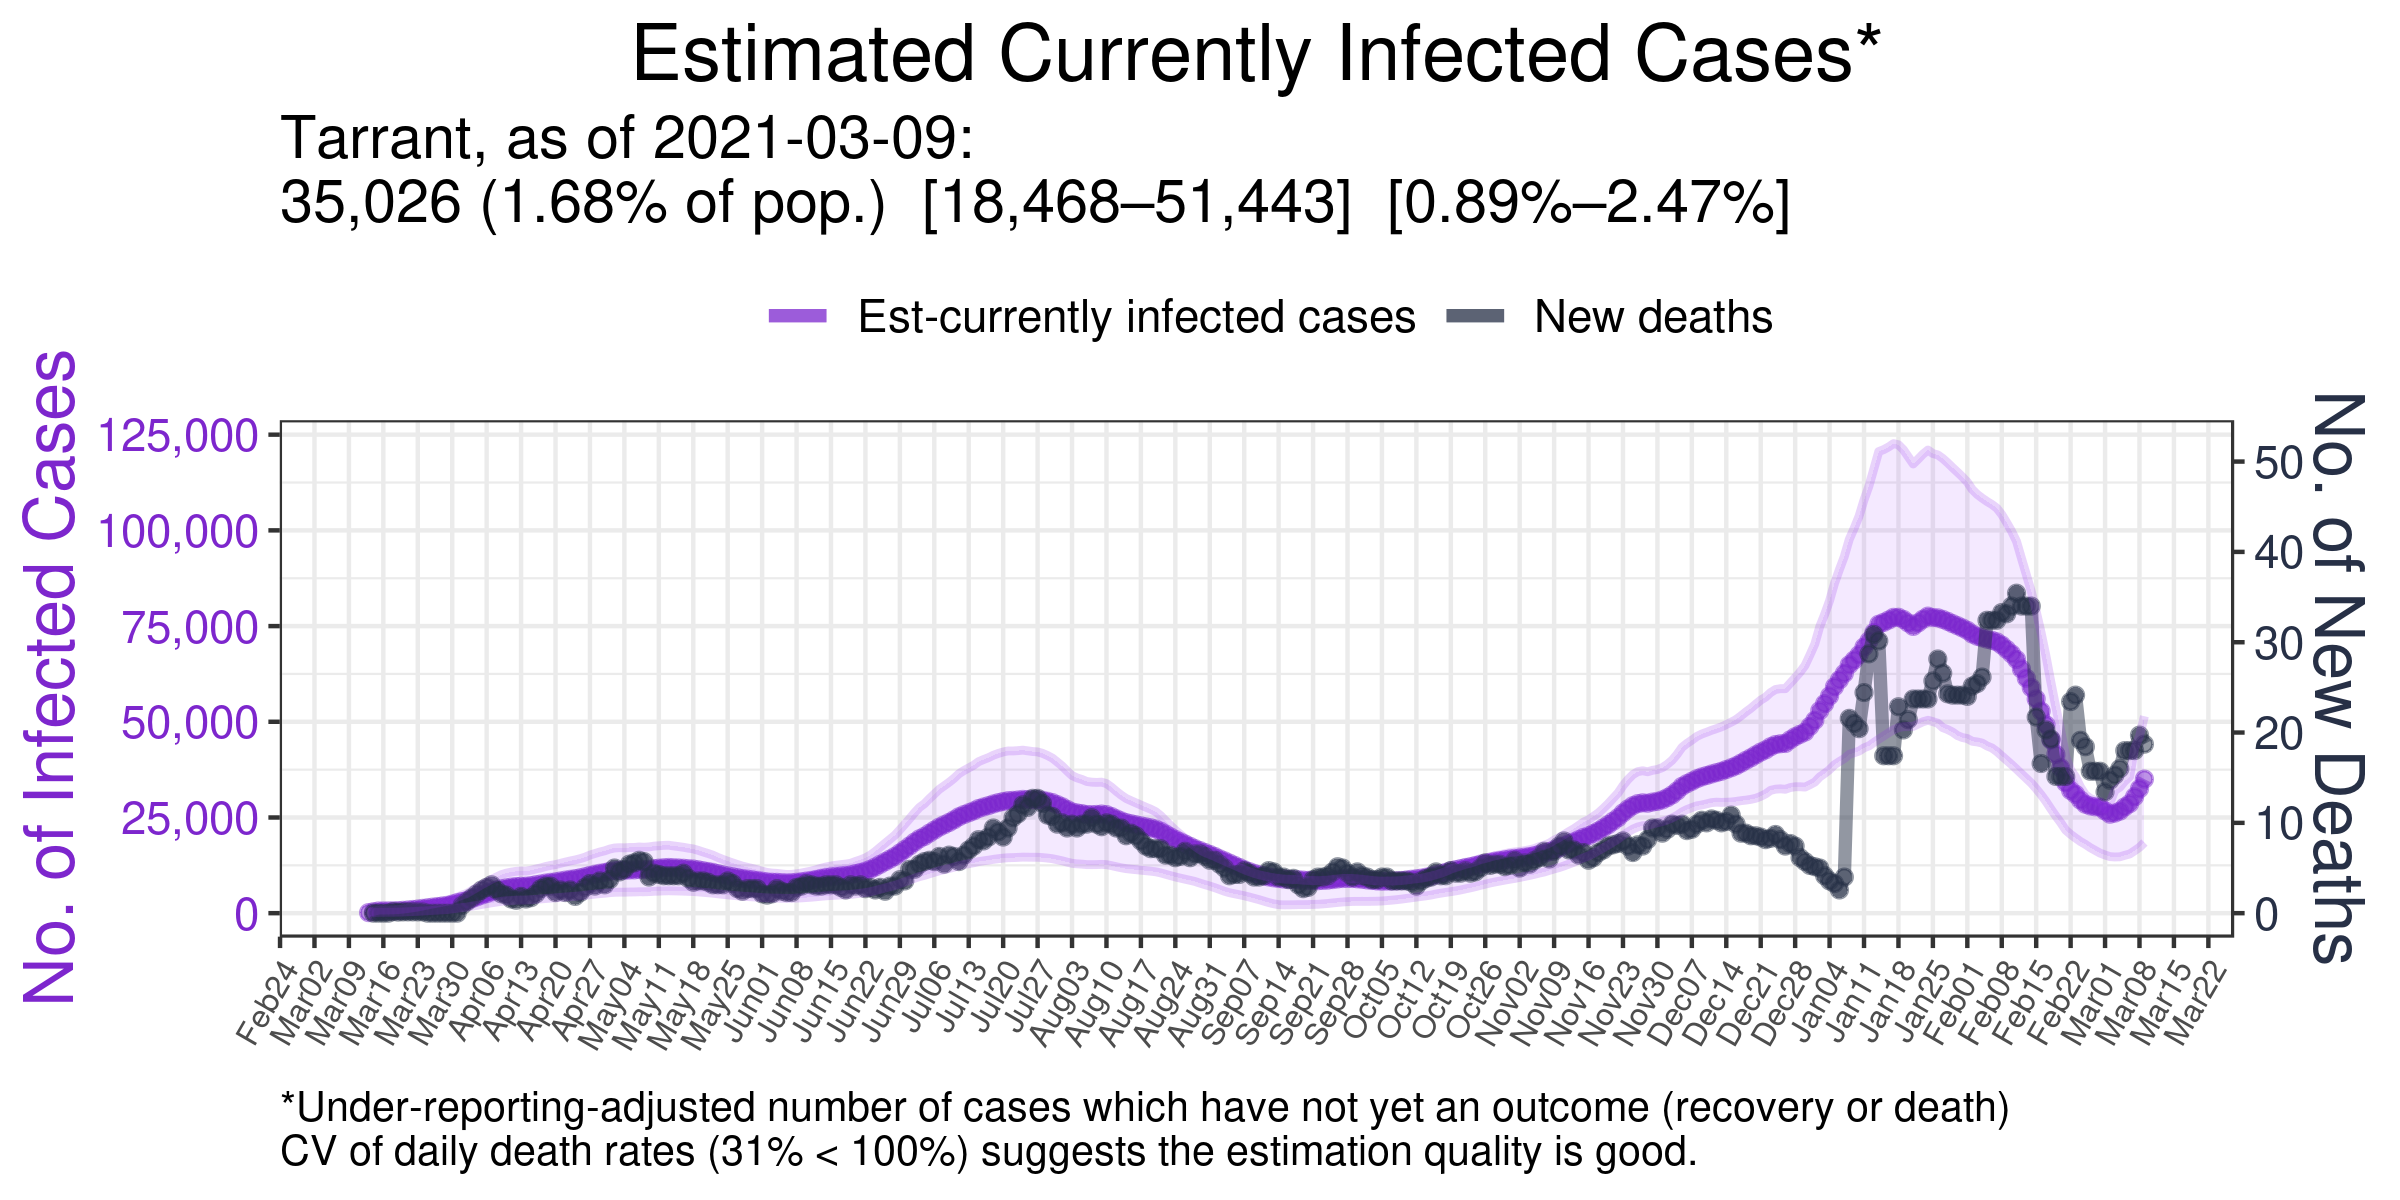 Estimated Currently Infected Cases*
Tarrant, as of 2021-03-09:
35,026 (1.68% of pop.) [18,468–51,443] [0.89%–2.47%]
Est-currently infected cases New deaths
No. of Infected Cases
125,000
100,000
75,000
50,000
25,000
0
50
40
30
20
10
0
No. of New Deaths
Feb24 Mar02 Mar09 Mar16 Mar23 Mar30 Apr06 Apr13 Apr20 Apr27 May04 May11 May18 May25 Jun01 Jun08 Jun15 Jun22 Jun29 Jul06 Jul13 Jul20 Jul27 Aug03 Aug10 Aug17 Aug24 Aug31 Sep07 Sep14 Sep21 Sep28 Oct05 Oct12 Oct19 Oct26 Nov02 Nov09 Nov16 Nov23 Nov30 Dec07 Dec14 Dec21 Dec28 Jan04 Jan11 Jan18 Jan25 Feb01 Feb08 Feb15 Feb22 Mar01 Mar08 Mar15 Mar22
*Under-reporting-adjusted number of cases which have not yet an outcome (recovery or death)
CV of daily death rates (31% < 100%) suggests the estimation quality is good.